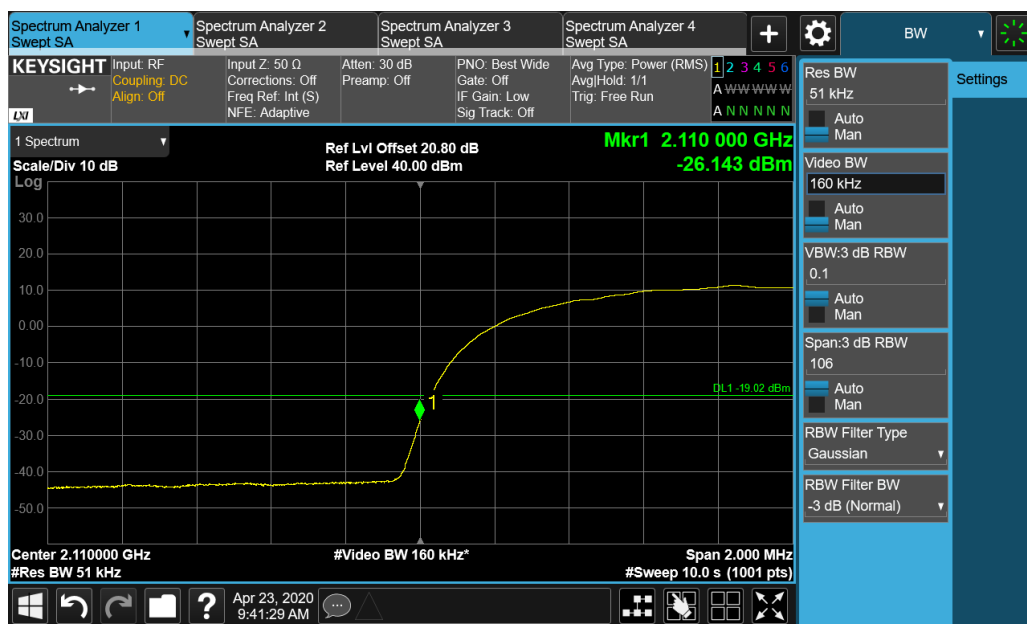 Spectrum Analyzer 1
Swept SA
Spectrum Analyzer 2
Swept SA
Spectrum Analyzer 3
Swept SA
Spectrum Analyzer 4
Swept SA
+
BW
KEYSIGHT
LXI
Input: RF
Coupling: DC
Align: Off
Input Z: 50 Ω
Corrections: Off
Freq Ref: Int (S)
NFE: Adaptive
Atten: 30 dB
Preamp: Off
PNO: Best Wide
Gate: Off
IF Gain: Low
Sig Track: Off
Avg Type: Power (RMS)
Avg|Hold: 1/1
Trig: Free Run
1 2 3 4 5 6
A W W W W W
A N N N N N
1 Spectrum
Scale/Div 10 dB
Log
Ref Lvl Offset 20.80 dB
Ref Level 40.00 dBm
Mkr1 2.110 000 GHz
-26.143 dBm
30.0
20.0
10.0
0.00
-10.0
-20.0
-30.0
-40.0
-50.0
DL1 -19.02 dBm
1
Center 2.110000 GHz
#Res BW 51 kHz
#Video BW 160 kHz*
Span 2.000 MHz
#Sweep 10.0 s (1001 pts)
Res BW
51 kHz
Auto
Man
Video BW
160 kHz
Auto
Man
VBW:3 dB RBW
0.1
Auto
Man
Span:3 dB RBW
106
Auto
Man
RBW Filter Type
Gaussian
RBW Filter BW
-3 dB (Normal)
Settings
?
Apr 23, 2020
9:41:29 AM